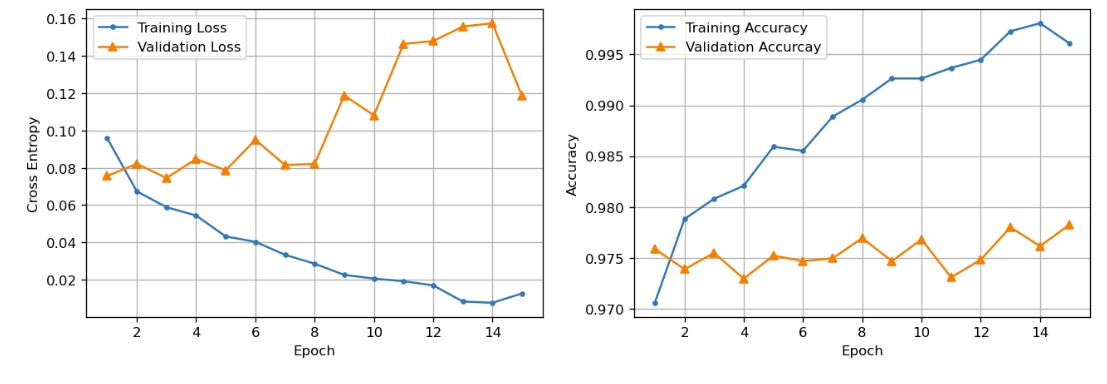 Training Loss
Validation Loss
0.16
0.14
0.12
0.10
0.08
0.06
0.04
0.02
Cross Entropy
2 4 6 8 10 12 14
Epoch
Training Accuracy
Validation Accurcay
0.995
0.990
0.985
0.980
0.975
0.970
Accuracy
2 4 6 8 10 12 14
Epoch